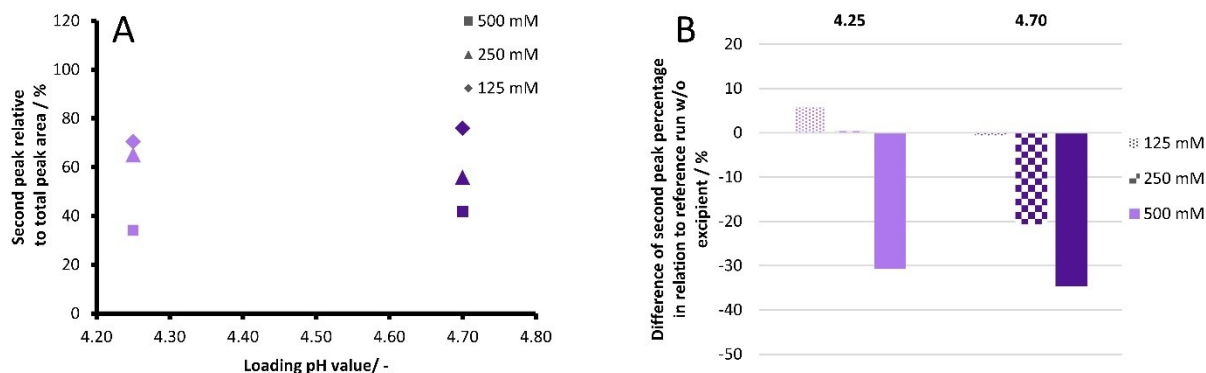 A
120
100
80
60
40
20
0
4.20 4.30 4.40 4.50 4.60 4.70 4.80
Second peak relative
to total peak area / %
Loading pH value/ -
500 mM
250 mM
125 mM
B
4.25 4.70
20
10
0
-10
-20
-30
-40
-50
Difference of second peak percentage
in relation to reference run w/o
excipient / %
125 mM
250 mM
500 mM